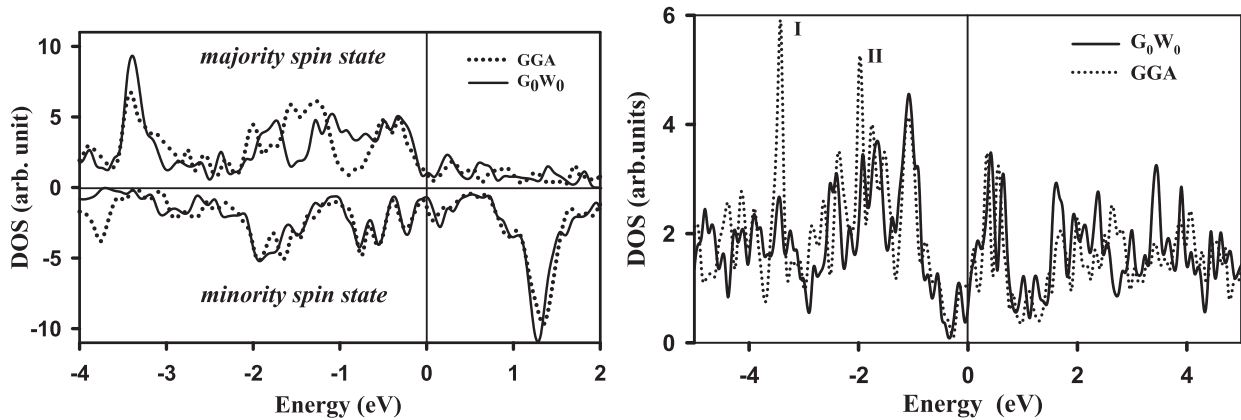 majority spin state
GGA
G₀W₀
10
5
0
-5
-10
DOS (arb. unit)
minority spin state
-4 -3 -2 -1 0 1 2
Energy (eV)
I
II
G₀W₀
GGA
6
4
2
0
DOS (arb.units)
-4 -2 0 2 4
Energy (eV)